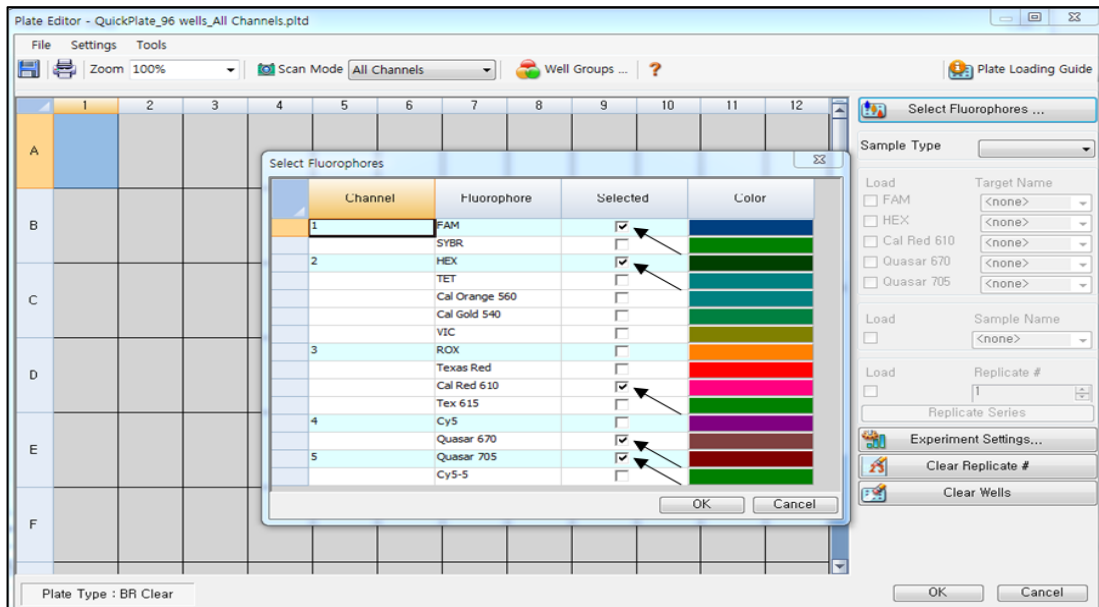 Plate Editor - QuickPlate_96 wells_All Channels.pltd
File Settings Tools
Zoom 100% Scan Mode All Channels Well Groups ... ? Plate Loading Guide
1 2 3 4 5 6 7 8 9 10 11 12
A
B
C
D
E
F
Select Fluorophores
Channel Fluorophore Selected Color
1 FAM
SYBR
2 HEX
TET
Cal Orange 560
Cal Gold 540
VIC
3 ROX
Texas Red
Cal Red 610
Tex 615
4 Cy5
Quasar 670
5 Quasar 705
Cy5-5
OK Cancel
Select Fluorophores ...
Sample Type
Load Target Name
FAM <none>
HEX <none>
Cal Red 610 <none>
Quasar 670 <none>
Quasar 705 <none>
Load Sample Name
<none>
Load Replicate #
1
Replicate Series
Experiment Settings...
Clear Replicate #
Clear Wells
Plate Type : BR Clear
OK Cancel